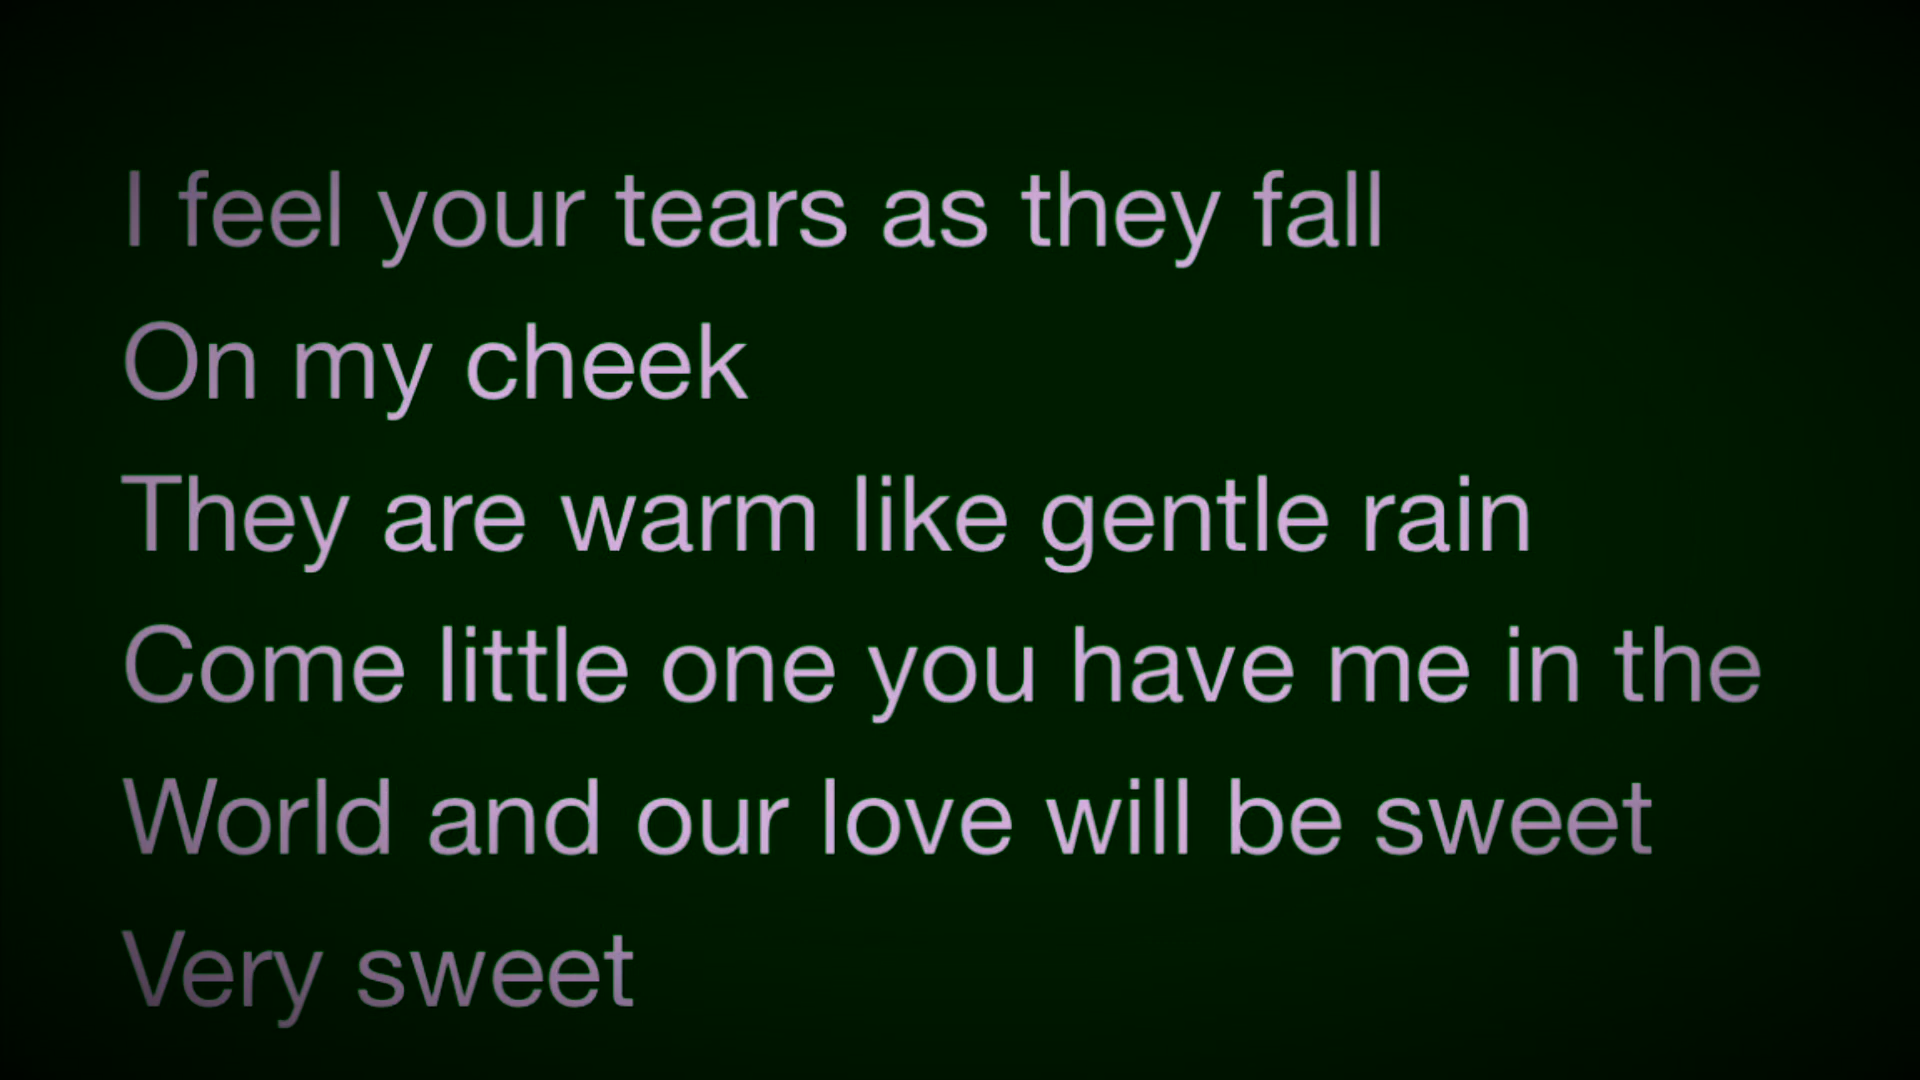 I feel your tears as they fall
On my cheek
They are warm like gentle rain
Come little one you have me in the
World and our love will be sweet
Very sweet